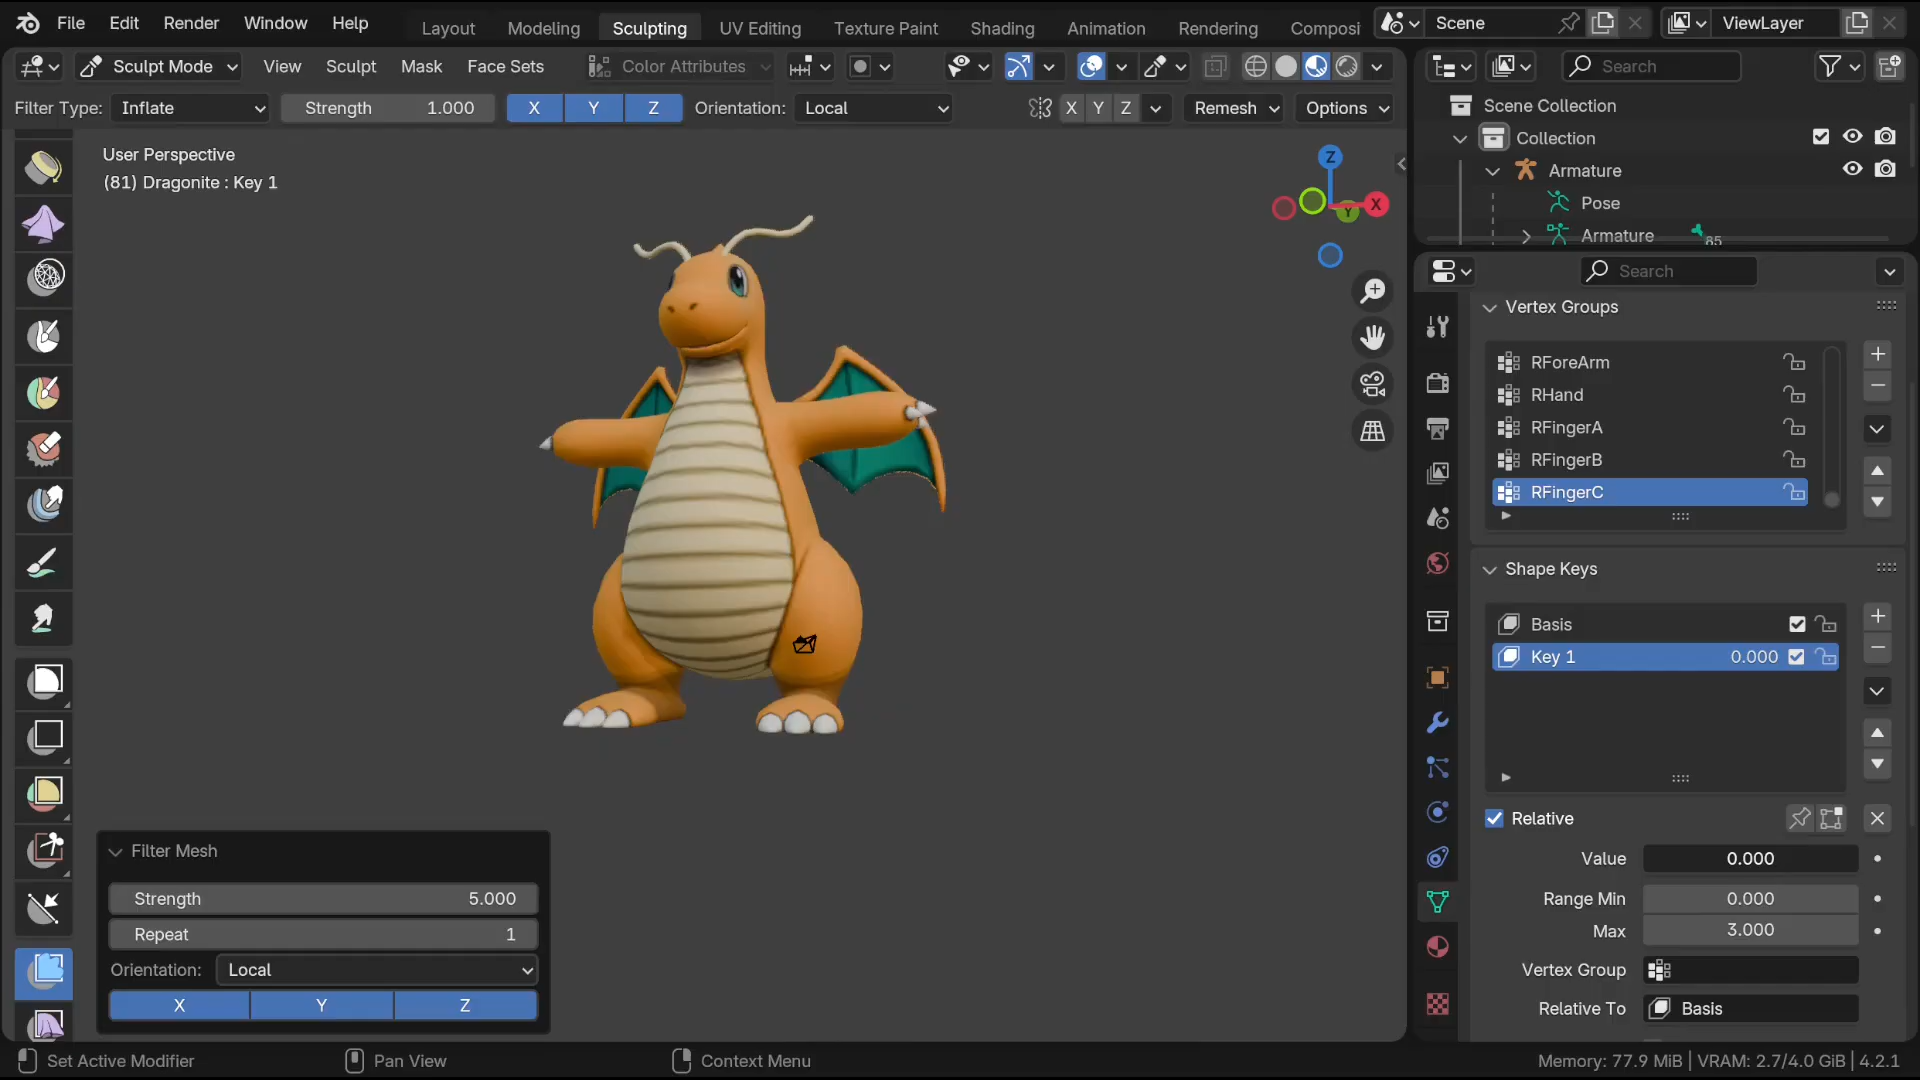 File Edit Render Window Help Layout Modeling Sculpting UV Editing Texture Paint Shading Animation Rendering Composi Scene ViewLayer
Sculpt Mode View Sculpt Mask Face Sets Color Attributes Search
Filter Type: Inflate Strength 1.000 X Y Z Orientation: Local X Y Z Remesh Options
User Perspective
(81) Dragonite : Key 1
Z
X
Y
Scene Collection
Collection
Armature
Pose
Armature 85
Search
Vertex Groups
RForeArm
RHand
RFingerA
RFingerB
RFingerC
Shape Keys
Basis
Key 1 0.000
Relative
Value 0.000
Range Min 0.000
Max 3.000
Vertex Group
Relative To Basis
Filter Mesh
Strength 5.000
Repeat 1
Orientation: Local
X Y Z
Set Active Modifier Pan View Context Menu Memory: 77.9 MiB | VRAM: 2.7/4.0 GiB | 4.2.1